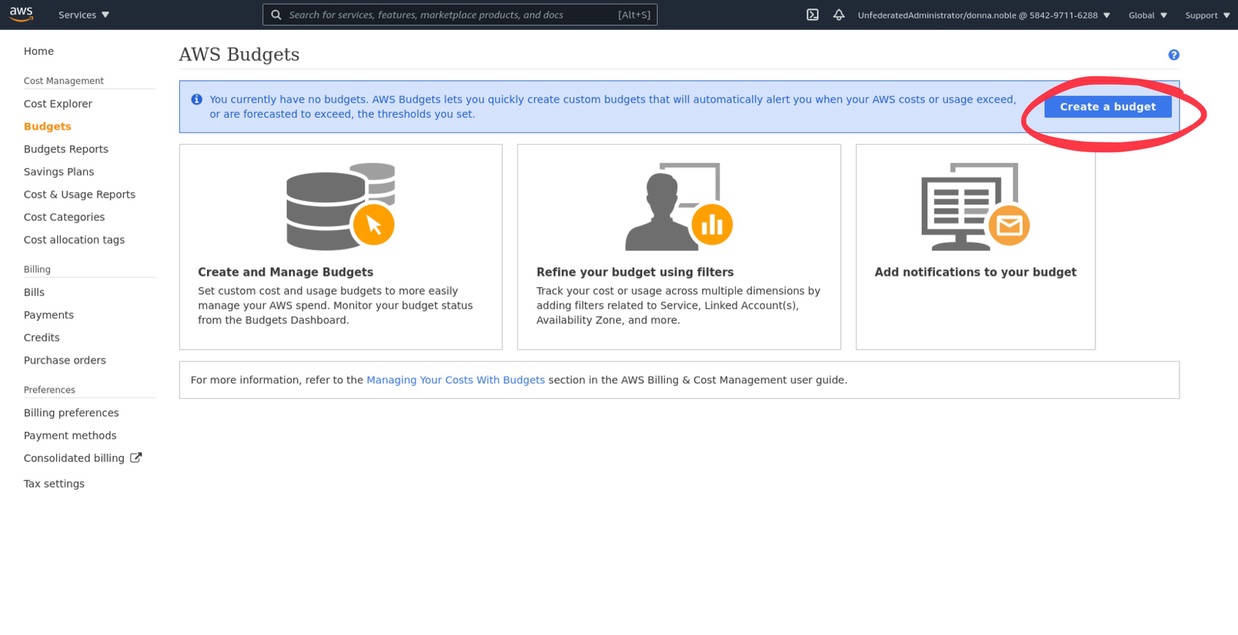 aws
Services
Search for services, features, marketplace products, and docs
[Alt+S]
UnfederatedAdministrator/donna.noble @ 5842-9711-6288
Global
Support
Home
Cost Management
Cost Explorer
Budgets
Budgets Reports
Savings Plans
Cost & Usage Reports
Cost Categories
Cost allocation tags
Billing
Bills
Payments
Credits
Purchase orders
Preferences
Billing preferences
Payment methods
Consolidated billing
Tax settings
AWS Budgets
?
You currently have no budgets. AWS Budgets lets you quickly create custom budgets that will automatically alert you when your AWS costs or usage exceed,
or are forecasted to exceed, the thresholds you set.
Create a budget
Create and Manage Budgets
Set custom cost and usage budgets to more easily
manage your AWS spend. Monitor your budget status
from the Budgets Dashboard.
Refine your budget using filters
Track your cost or usage across multiple dimensions by
adding filters related to Service, Linked Account(s),
Availability Zone, and more.
Add notifications to your budget
For more information, refer to the Managing Your Costs With Budgets section in the AWS Billing & Cost Management user guide.